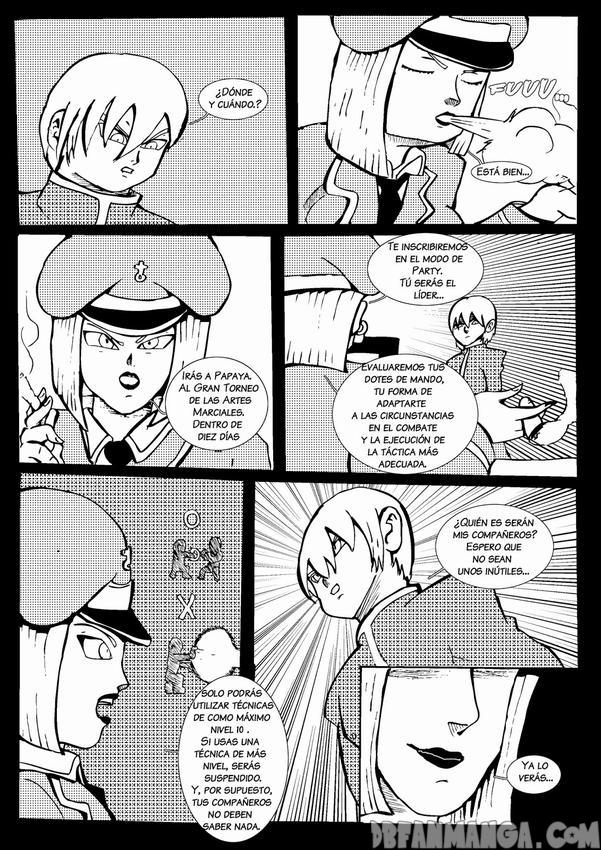 ¿DÓNDE
Y CUÁNDO.?
FUUU...
ESTÁ BIEN...
IRÁS A PAPAYA.
AL GRAN TORNEO
DE LAS ARTES
MARCIALES.
DENTRO DE
DIEZ DÍAS
TE INSCRIBIREMOS
EN EL MODO DE
PARTY.
TÚ SERÁS EL
LÍDER...
EVALUAREMOS TUS
DOTES DE MANDO,
TU FORMA DE
ADAPTARTE
A LAS CIRCUNSTANCIAS
EN EL COMBATE
Y LA EJECUCIÓN DE
LA TÁCTICA MÁS
ADECUADA.
O
X
SOLO PODRÁS
UTILIZAR TÉCNICAS
DE COMO MÁXIMO
NIVEL 10 .
SI USAS UNA
TÉCNICA DE MÁS
NIVEL, SERÁS
SUSPENDIDO.
Y, POR SUPUESTO,
TUS COMPAÑEROS
NO DEBEN
SABER NADA.
¿QUIÉN ES SERÁN
MIS COMPAÑEROS?
ESPERO QUE
NO SEAN
UNOS INÚTILES...
YA LO
VERÁS...
DBFANMANGA.COM